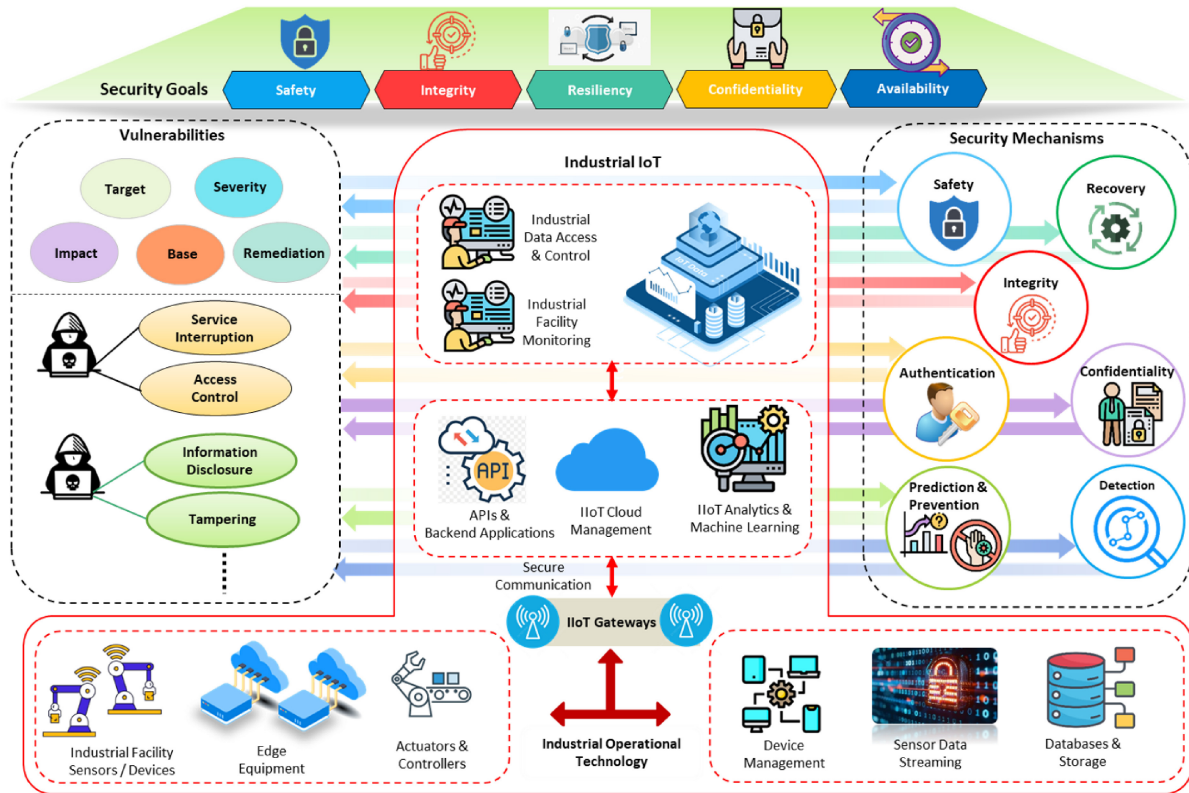 Security Goals
Safety
Integrity
Resiliency
Confidentiality
Availability
Vulnerabilities
Target
Severity
Impact
Base
Remediation
Service
Interruption
Access
Control
Information
Disclosure
Tampering
Industrial IoT
Industrial
Data Access
& Control
Industrial
Facility
Monitoring
IoT Data
API
APIs &
Backend Applications
IIoT Cloud
Management
IIoT Analytics &
Machine Learning
Secure
Communication
IIoT Gateways
Security Mechanisms
Safety
Recovery
Integrity
Authentication
Confidentiality
Prediction &
Prevention
Detection
Industrial Facility
Sensors / Devices
Edge
Equipment
Actuators &
Controllers
Industrial Operational
Technology
Device
Management
Sensor Data
Streaming
Databases &
Storage